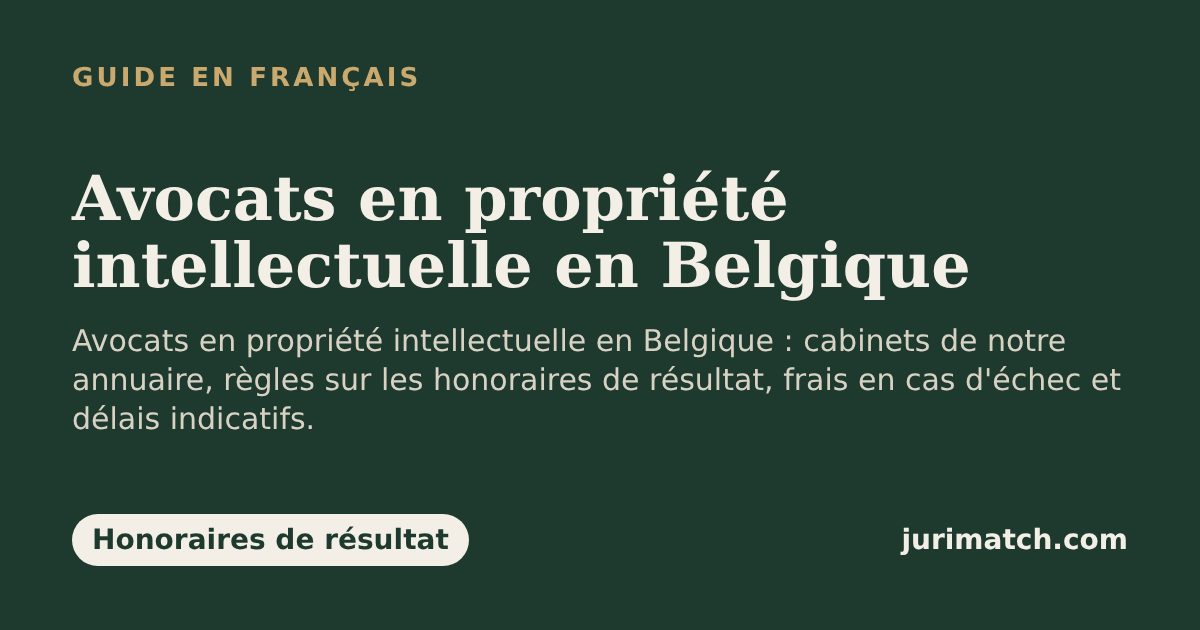 GUIDE EN FRANÇAIS
Avocats en propriété
intellectuelle en Belgique
Avocats en propriété intellectuelle en Belgique : cabinets de notre
annuaire, règles sur les honoraires de résultat, frais en cas d'échec et
délais indicatifs.
Honoraires de résultat
jurimatch.com